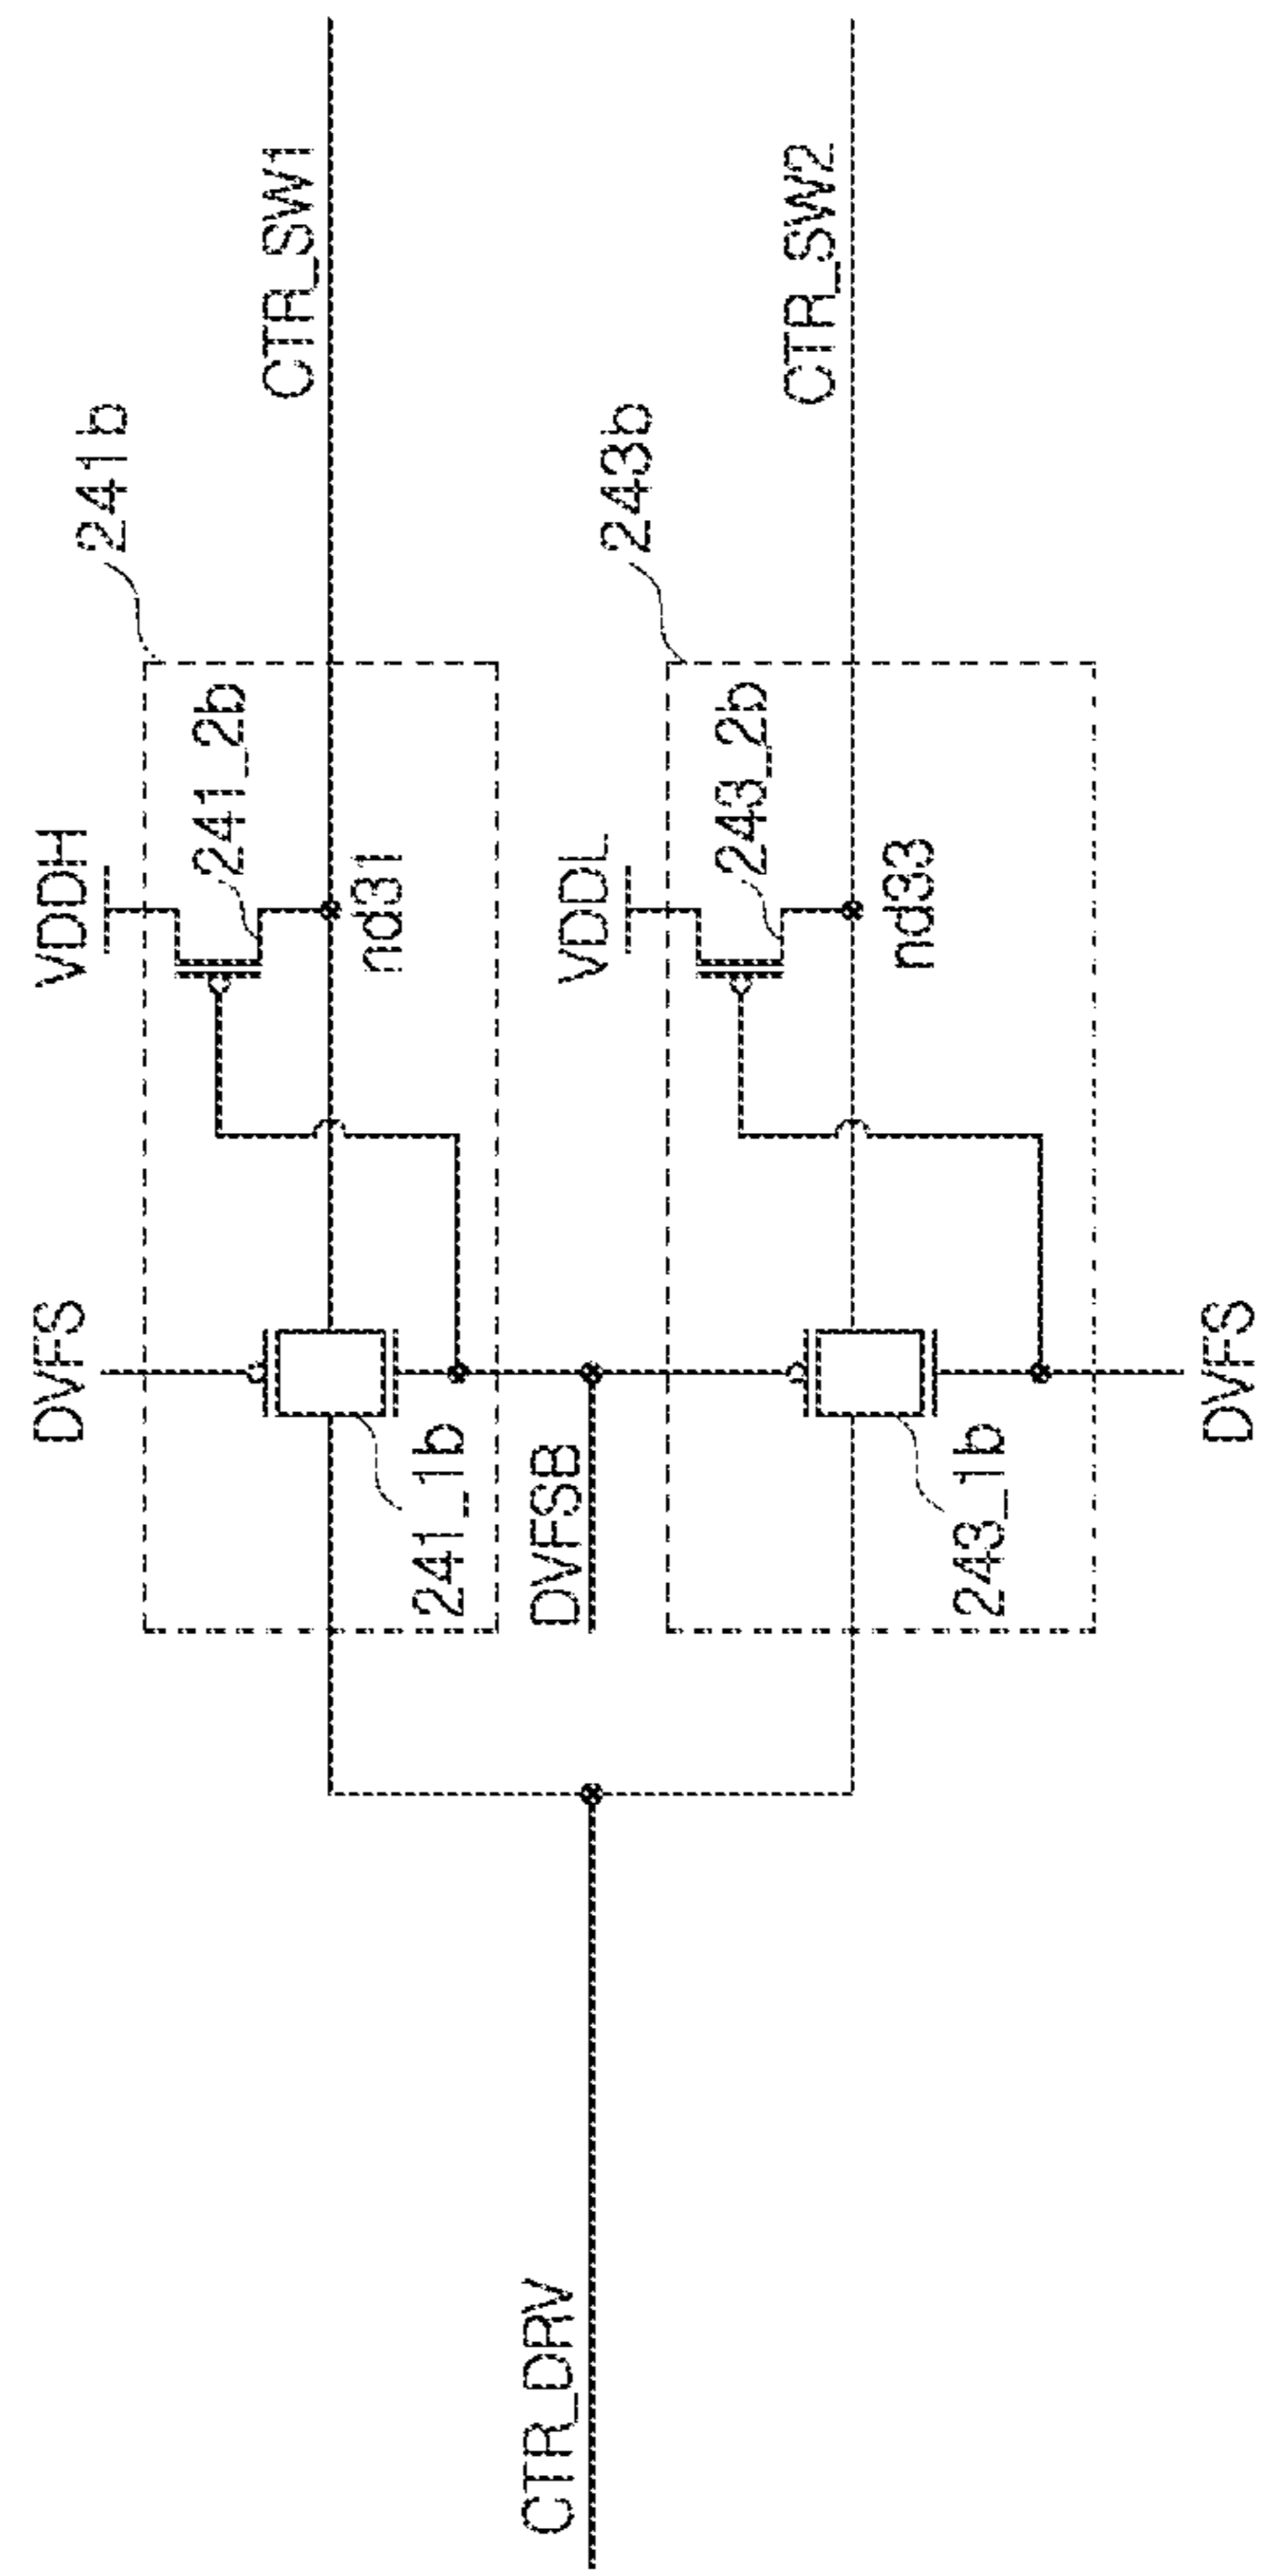 CTR_DRV
DVFS
VDDH
241b
241_2b
CTR_SW1
nd31
241_1b
DVFSB
VDDL
243b
243_2b
CTR_SW2
nd33
243_1b
DVFS